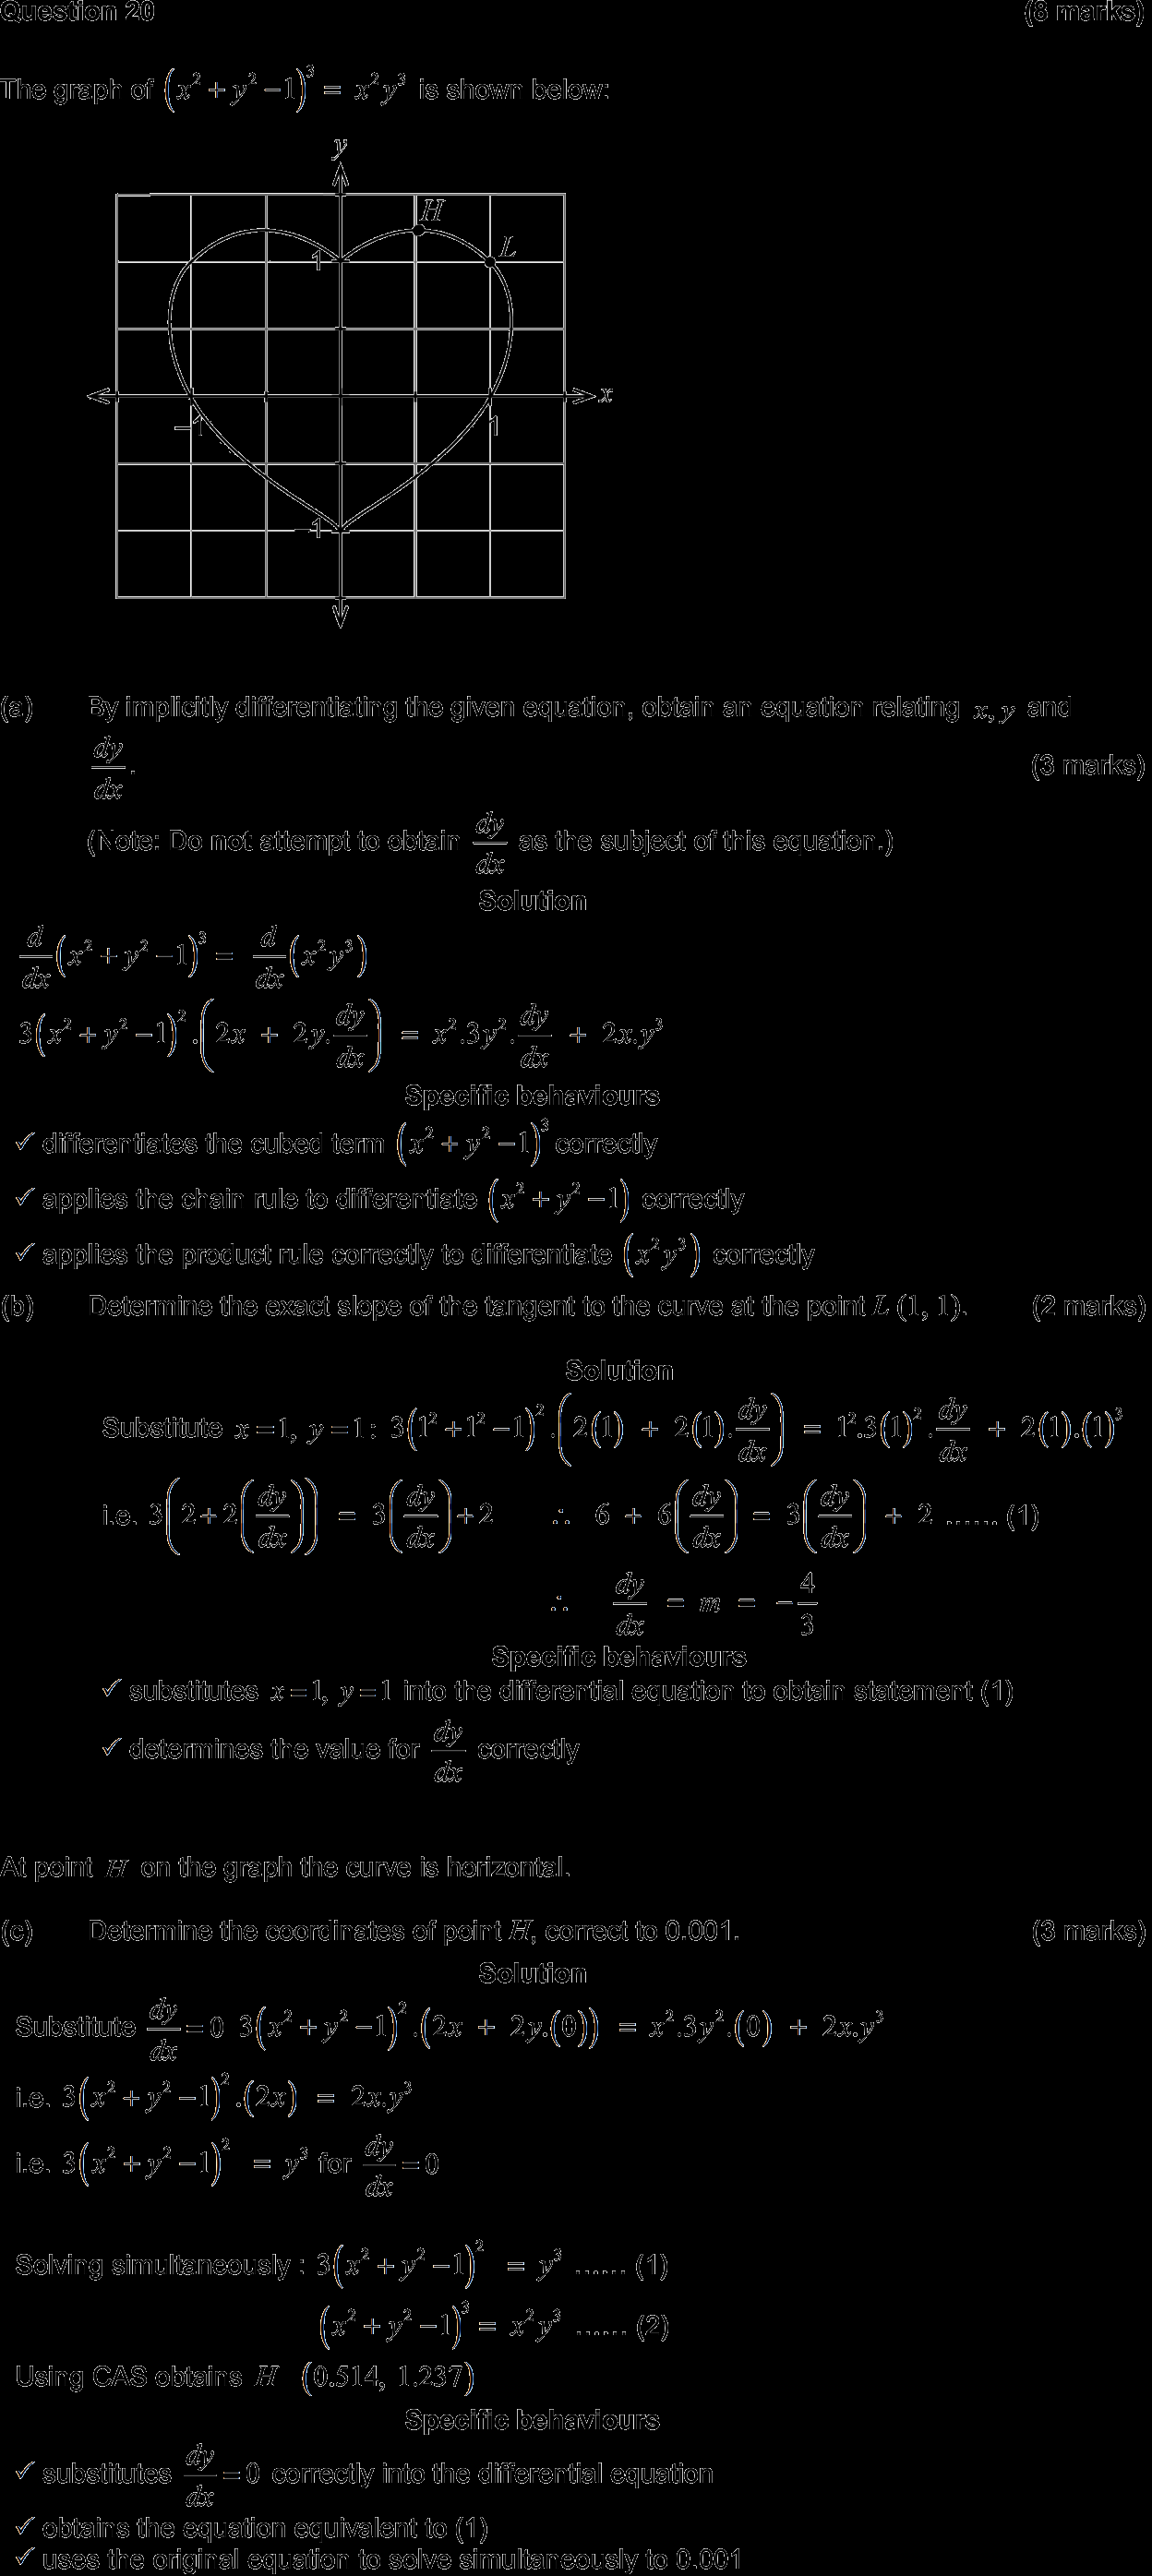 Question 20 (8 marks)
The graph of (x² + y² − 1)³ = x²y³ is shown below:
y
H
L
1
x
−1 1
−1
(a) By implicitly differentiating the given equation, obtain an equation relating x, y and
dy/dx. (3 marks)
(Note: Do not attempt to obtain dy/dx as the subject of this equation.)
Solution
d/dx(x² + y² − 1)³ = d/dx(x²y³)
3(x² + y² − 1)².(2x + 2y.dy/dx) = x².3y².dy/dx + 2x.y³
Specific behaviours
✓ differentiates the cubed term (x² + y² − 1)³ correctly
✓ applies the chain rule to differentiate (x² + y² − 1) correctly
✓ applies the product rule correctly to differentiate (x²y³) correctly
(b) Determine the exact slope of the tangent to the curve at the point L (1, 1). (2 marks)
Solution
Substitute x = 1, y = 1 : 3(1² + 1² − 1)².(2(1) + 2(1).dy/dx) = 1².3(1)².dy/dx + 2(1).(1)³
i.e. 3(2 + 2(dy/dx)) = 3(dy/dx) + 2 ∴ 6 + 6(dy/dx) = 3(dy/dx) + 2 ...... (1)
∴ dy/dx = m = −4/3
Specific behaviours
✓ substitutes x = 1, y = 1 into the differential equation to obtain statement (1)
✓ determines the value for dy/dx correctly
At point H on the graph the curve is horizontal.
(c) Determine the coordinates of point H, correct to 0.001. (3 marks)
Solution
Substitute dy/dx = 0 3(x² + y² − 1)².(2x + 2y.(0)) = x².3y².(0) + 2x.y³
i.e. 3(x² + y² − 1)².(2x) = 2x.y³
i.e. 3(x² + y² − 1)² = y³ for dy/dx = 0
Solving simultaneously : 3(x² + y² − 1)² = y³ ...... (1)
(x² + y² − 1)³ = x²y³ ...... (2)
Using CAS obtains H (0.514, 1.237)
Specific behaviours
✓ substitutes dy/dx = 0 correctly into the differential equation
✓ obtains the equation equivalent to (1)
✓ uses the original equation to solve simultaneously to 0.001